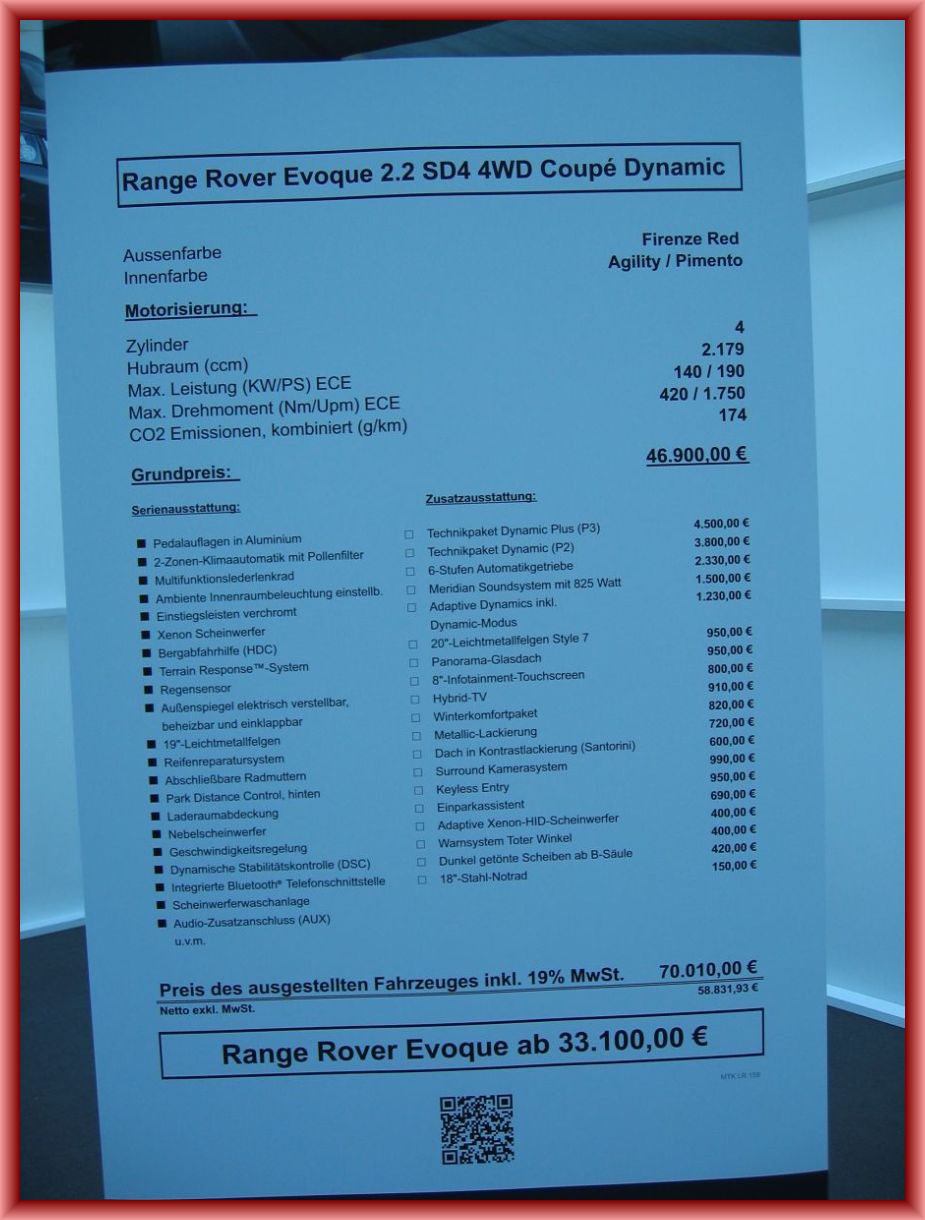 Range Rover Evoque 2.2 SD4 4WD Coupé Dynamic
Aussenfarbe Firenze Red
Innenfarbe Agility / Pimento
Motorisierung:
Zylinder 4
Hubraum (ccm) 2.179
Max. Leistung (KW/PS) ECE 140 / 190
Max. Drehmoment (Nm/Upm) ECE 420 / 1.750
CO2 Emissionen, kombiniert (g/km) 174
Grundpreis: 46.900,00 €
Serienausstattung:
■ Pedalauflagen in Aluminium
■ 2-Zonen-Klimaautomatik mit Pollenfilter
■ Multifunktionslederlenkrad
■ Ambiente Innenraumbeleuchtung einstellb.
■ Einstiegsleisten verchromt
■ Xenon Scheinwerfer
■ Bergabfahrhilfe (HDC)
■ Terrain Response™-System
■ Regensensor
■ Außenspiegel elektrisch verstellbar,
beheizbar und einklappbar
■ 19"-Leichtmetallfelgen
■ Reifenreparatursystem
■ Abschließbare Radmuttern
■ Park Distance Control, hinten
■ Laderaumabdeckung
■ Nebelscheinwerfer
■ Geschwindigkeitsregelung
■ Dynamische Stabilitätskontrolle (DSC)
■ Integrierte Bluetooth® Telefonschnittstelle
■ Scheinwerferwaschanlage
■ Audio-Zusatzanschluss (AUX)
u.v.m.
Zusatzausstattung:
□ Technikpaket Dynamic Plus (P3) 4.500,00 €
□ Technikpaket Dynamic (P2) 3.800,00 €
□ 6-Stufen Automatikgetriebe 2.330,00 €
□ Meridian Soundsystem mit 825 Watt 1.500,00 €
□ Adaptive Dynamics inkl. 1.230,00 €
Dynamic-Modus
□ 20"-Leichtmetallfelgen Style 7 950,00 €
□ Panorama-Glasdach 950,00 €
□ 8"-Infotainment-Touchscreen 800,00 €
□ Hybrid-TV 910,00 €
□ Winterkomfortpaket 820,00 €
□ Metallic-Lackierung 720,00 €
□ Dach in Kontrastlackierung (Santorini) 600,00 €
□ Surround Kamerasystem 990,00 €
□ Keyless Entry 950,00 €
□ Einparkassistent 690,00 €
□ Adaptive Xenon-HID-Scheinwerfer 400,00 €
□ Warnsystem Toter Winkel 400,00 €
□ Dunkel getönte Scheiben ab B-Säule 420,00 €
□ 18"-Stahl-Notrad 150,00 €
Preis des ausgestellten Fahrzeuges inkl. 19% MwSt. 70.010,00 €
Netto exkl. MwSt. 58.831,93 €
Range Rover Evoque ab 33.100,00 €
MTK LR 159